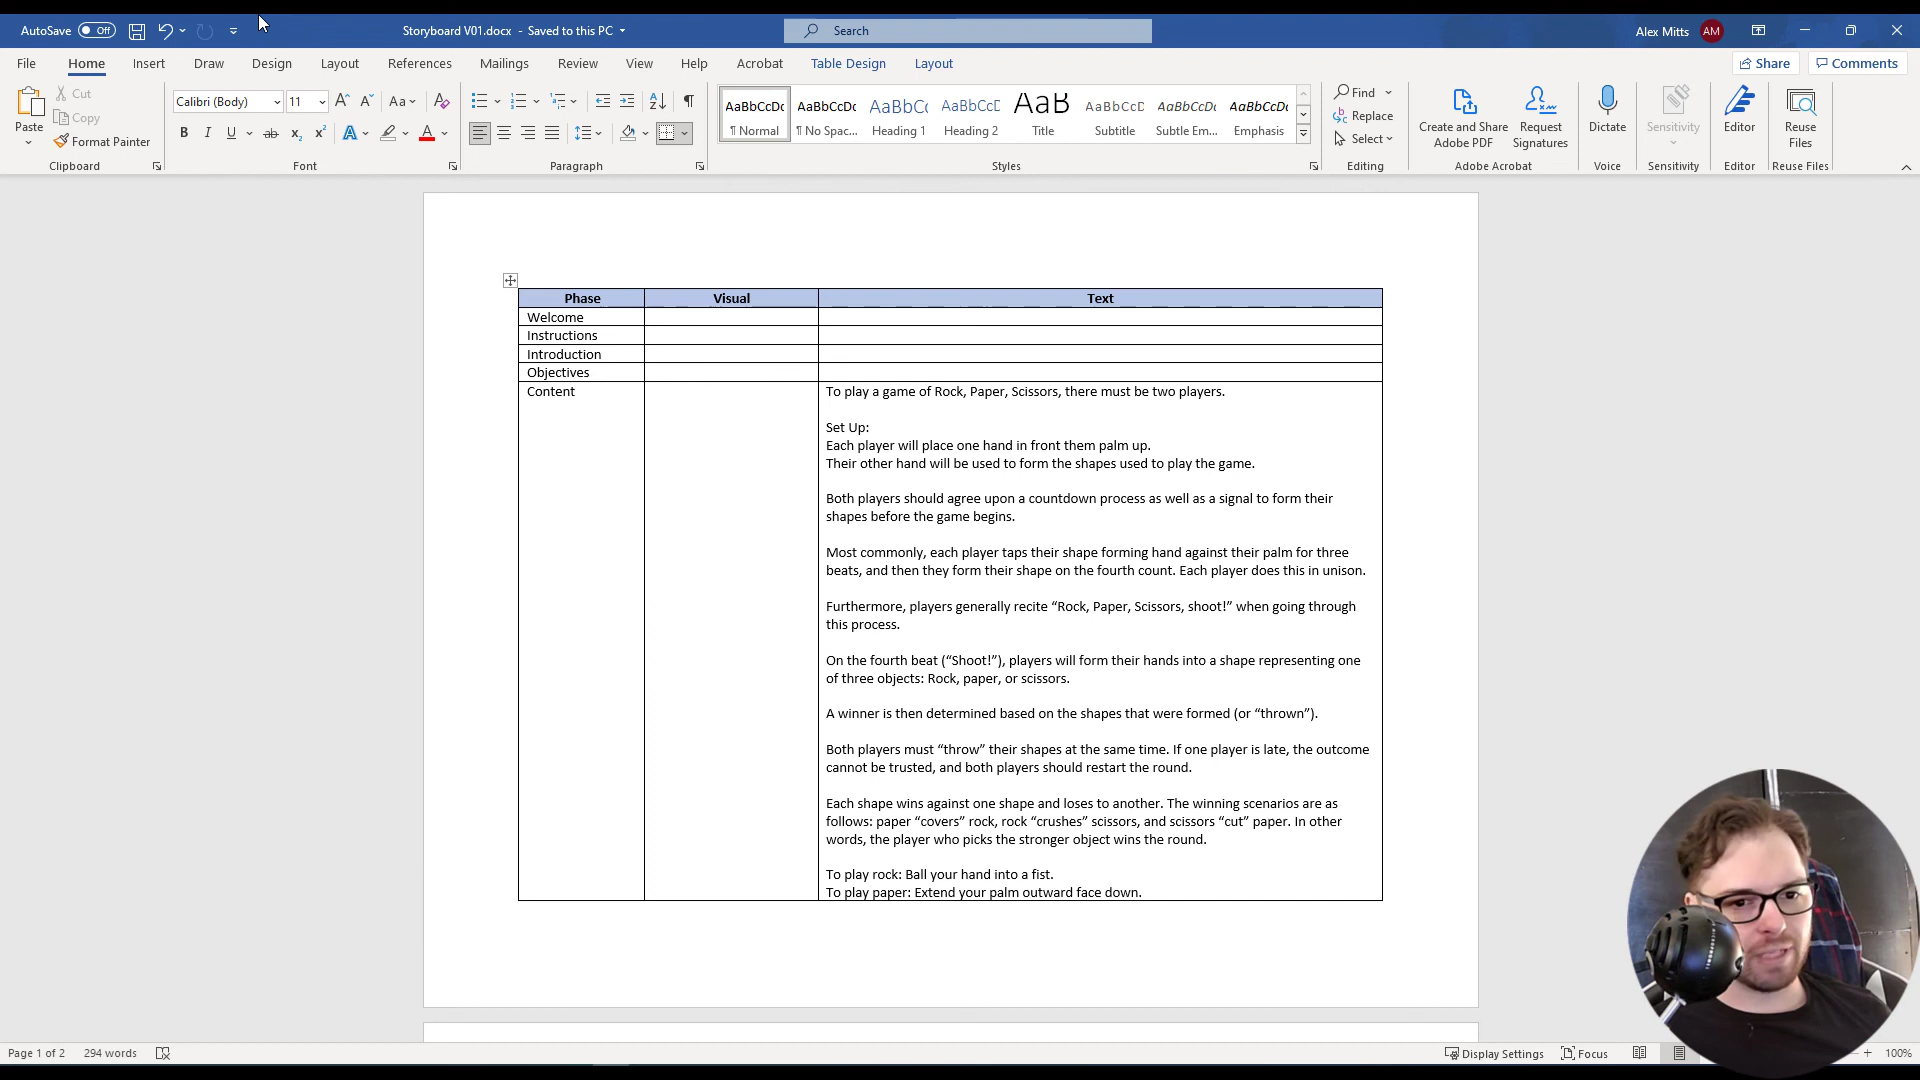 AutoSave Off
Storyboard V01.docx - Saved to this PC
Search
Alex Mitts AM
File Home Insert Draw Design Layout References Mailings Review View Help Acrobat Table Design Layout
Share Comments
Paste
Cut
Copy
Format Painter
Clipboard
Calibri (Body) 11
Font
Paragraph
AaBbCcDc AaBbCcDc AaBbCc AaBbCcD AaB AaBbCcD AaBbCcDc AaBbCcDc
¶ Normal ¶ No Spac... Heading 1 Heading 2 Title Subtitle Subtle Em... Emphasis
Styles
Find
Replace
Select
Editing
Create and Share Adobe PDF
Request Signatures
Adobe Acrobat
Dictate
Voice
Sensitivity
Sensitivity
Editor
Editor
Reuse Files
Reuse Files
Phase Visual Text
Welcome
Instructions
Introduction
Objectives
Content
To play a game of Rock, Paper, Scissors, there must be two players.
Set Up:
Each player will place one hand in front them palm up.
Their other hand will be used to form the shapes used to play the game.
Both players should agree upon a countdown process as well as a signal to form their
shapes before the game begins.
Most commonly, each player taps their shape forming hand against their palm for three
beats, and then they form their shape on the fourth count. Each player does this in unison.
Furthermore, players generally recite “Rock, Paper, Scissors, shoot!” when going through
this process.
On the fourth beat (“Shoot!”), players will form their hands into a shape representing one
of three objects: Rock, paper, or scissors.
A winner is then determined based on the shapes that were formed (or “thrown”).
Both players must “throw” their shapes at the same time. If one player is late, the outcome
cannot be trusted, and both players should restart the round.
Each shape wins against one shape and loses to another. The winning scenarios are as
follows: paper “covers” rock, rock “crushes” scissors, and scissors “cut” paper. In other
words, the player who picks the stronger object wins the round.
To play rock: Ball your hand into a fist.
To play paper: Extend your palm outward face down.
Page 1 of 2 294 words
Display Settings Focus 100%